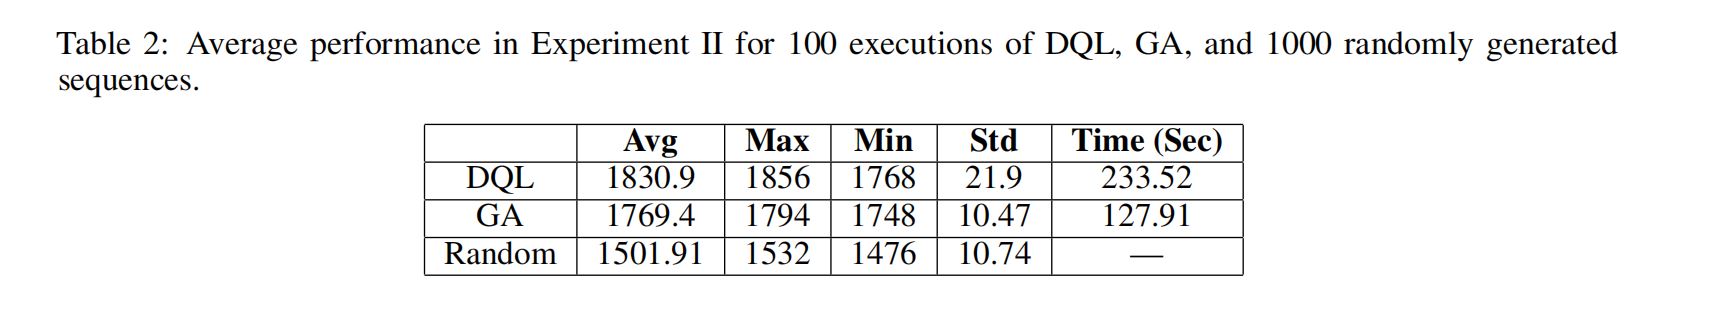 Table 2: Average performance in Experiment II for 100 executions of DQL, GA, and 1000 randomly generated
sequences.
Avg Max Min Std Time (Sec)
DQL 1830.9 1856 1768 21.9 233.52
GA 1769.4 1794 1748 10.47 127.91
Random 1501.91 1532 1476 10.74 —